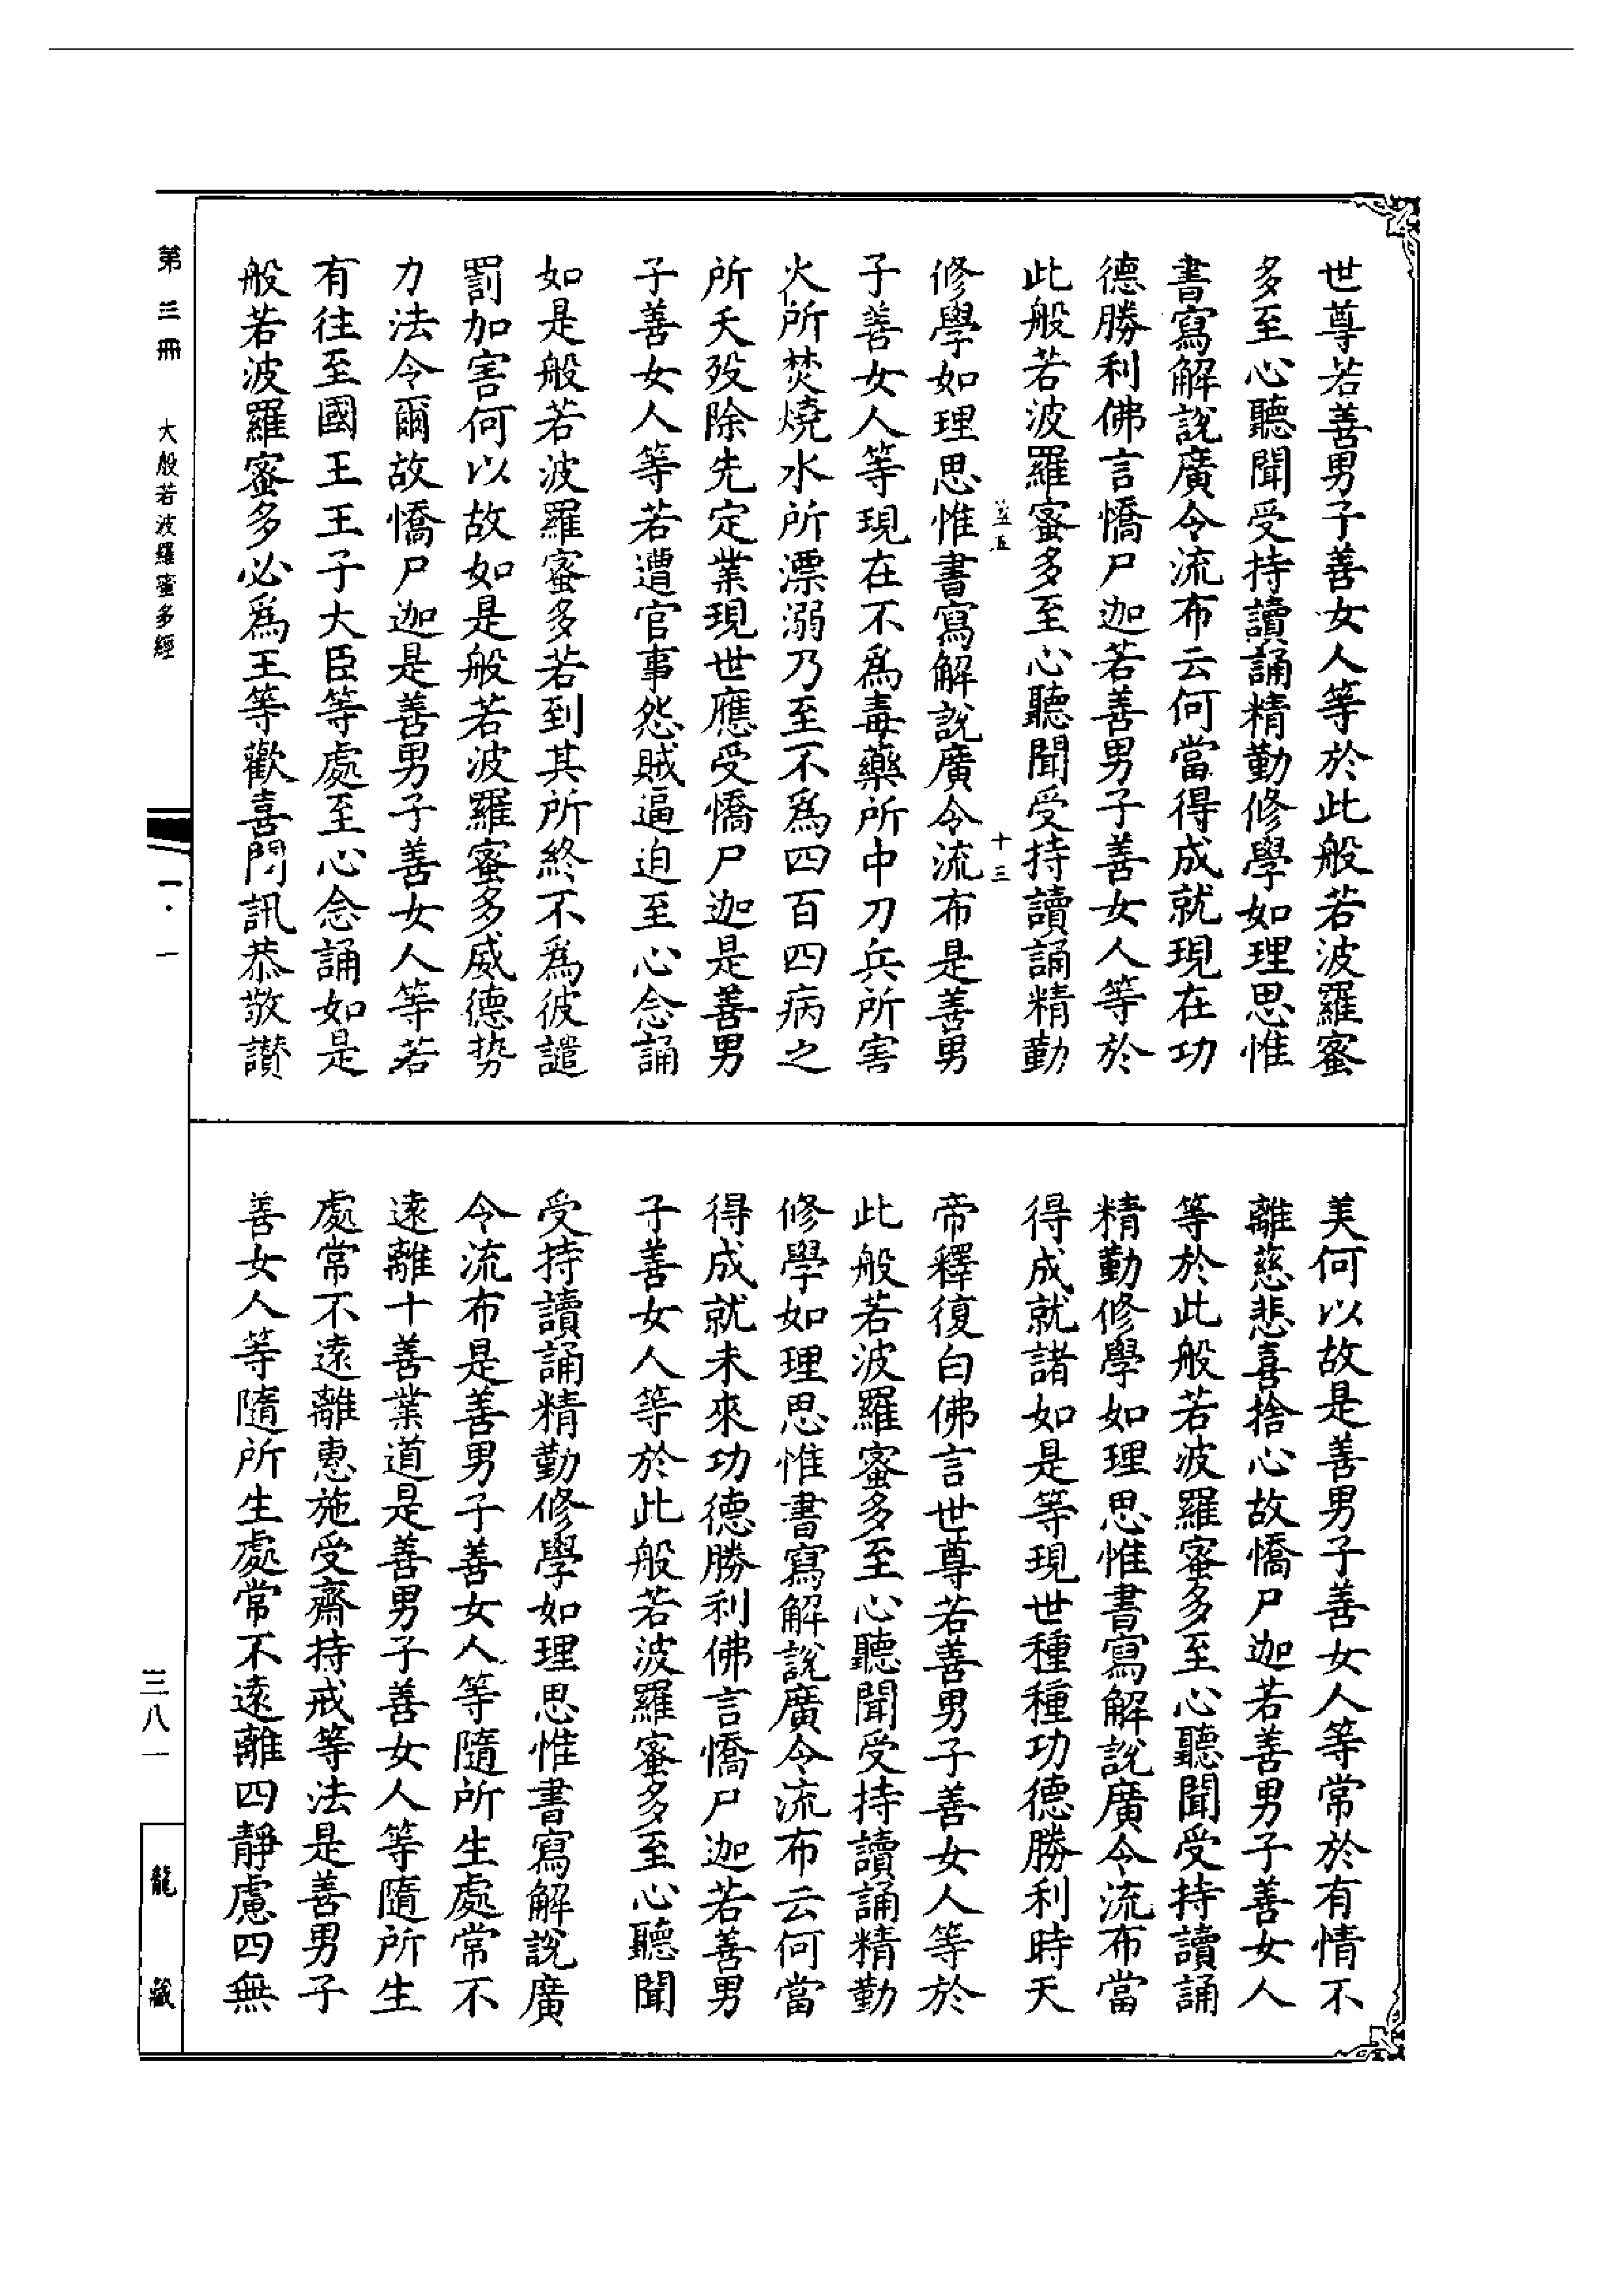 世尊若善男子善女人等於此般若波羅蜜
多至心聽聞受持讀誦精勤修學如理思惟
書寫解說廣令流布云何當得成就現在功
德勝利佛言憍尸迦若善男子善女人等於
此般若波羅蜜多至心聽聞受持讀誦精勤
五
十三
修學如理思惟書寫解說廣令流布是善男
子善女人等現在不爲毒藥所中刀兵所害
火所焚燒水所漂溺乃至不爲四百四病之
所夭歿除先定業現世應受憍尸迦是善男
子善女人等若遭官事怨賊逼迫至心念誦
如是般若波羅蜜多若到其所終不爲彼譴
罰加害何以故如是般若波羅蜜多威德勢
力法令爾故憍尸迦是善男子善女人等若
有往至國王王子大臣等處至心念誦如是
般若波羅蜜多必爲王等歡喜問訊恭敬讃
美何以故是善男子善女人等常於有情不
離慈悲喜捨心故憍尸迦若善男子善女人
等於此般若波羅蜜多至心聽聞受持讀誦
精勤修學如理思惟書寫解說廣令流布當
得成就諸如是等現世種種功德勝利時天
帝釋復白佛言世尊若善男子善女人等於
此般若波羅蜜多至心聽聞受持讀誦精勤
修學如理思惟書寫解說廣令流布云何當
得成就未來功德勝利佛言憍尸迦若善男
子善女人等於此般若波羅蜜多至心聽聞
受持讀誦精勤修學如理思惟書寫解說廣
令流布是善男子善女人等隨所生處常不
遠離十善業道是善男子善女人等隨所生
處常不遠離惠施受齋持戒等法是善男子
善女人等隨所生處常不遠離四靜慮四無
第三冊 大般若波羅蜜多經
一·一
三八一
龍藏